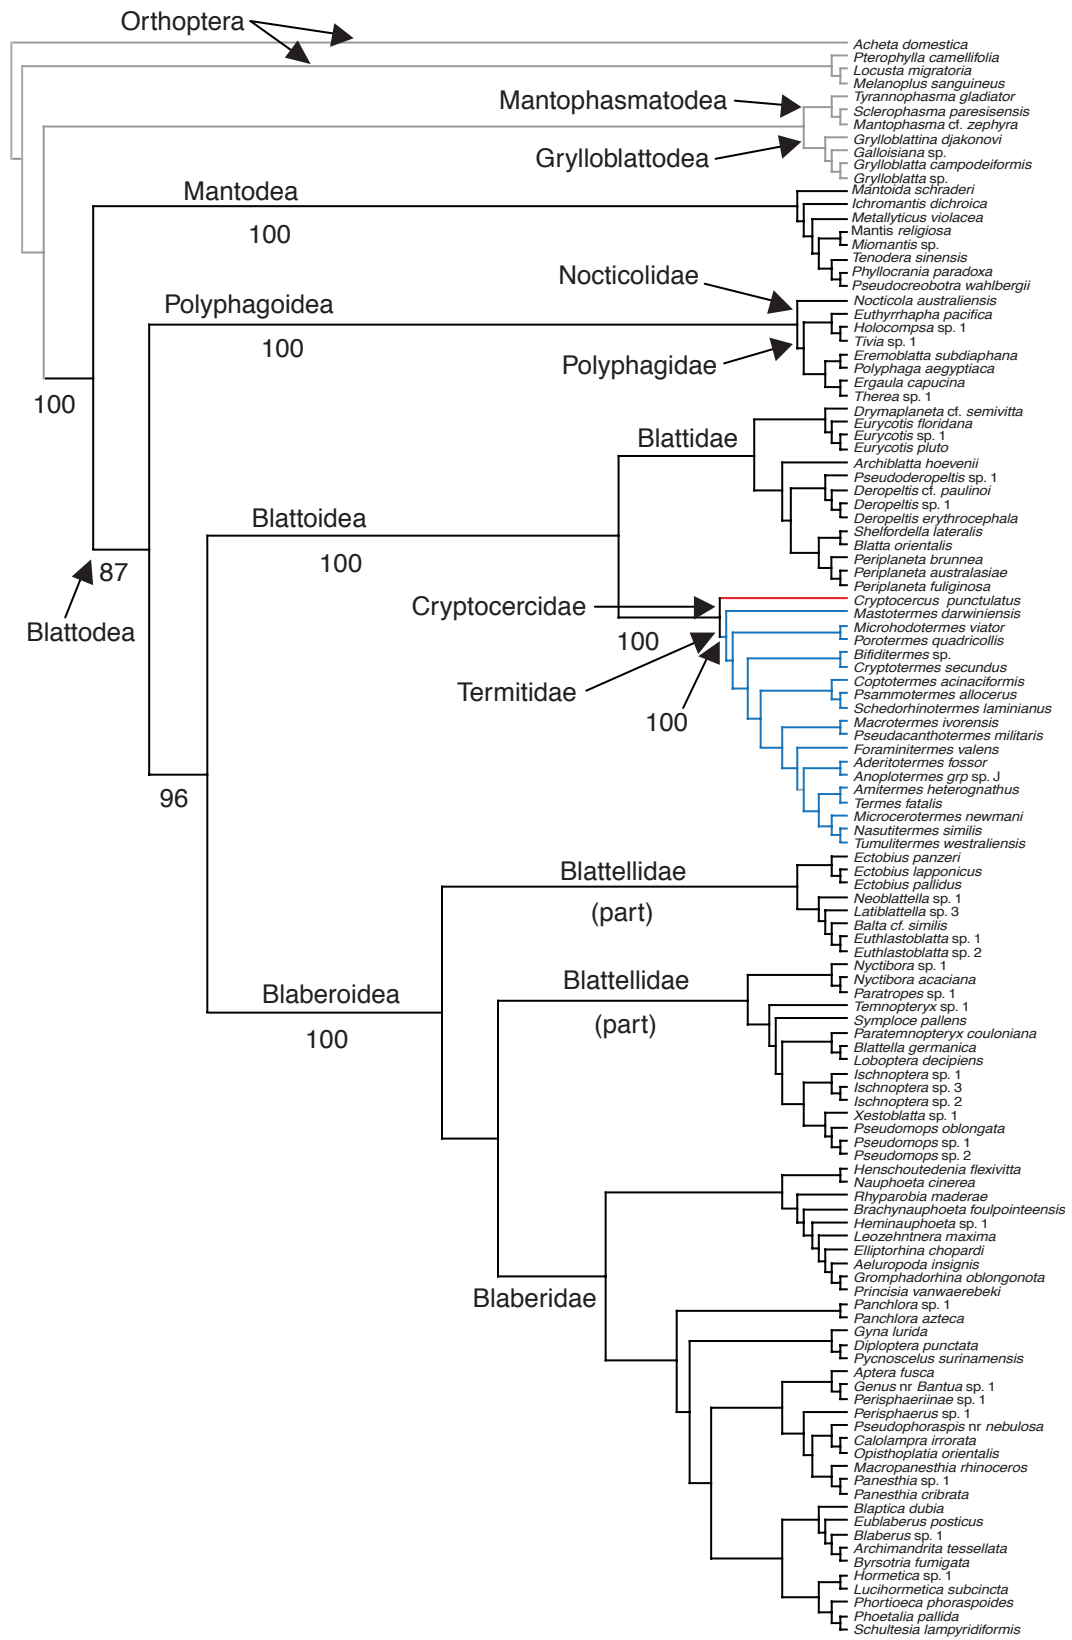 Orthoptera
Acheta domestica
Pterophylla camellifolia
Locusta migratoria
Melanoplus sanguineus
Mantophasmatodea
Tyrannophasma gladiator
Sclerophasma paresisensis
Mantophasma cf. zephyra
Grylloblattodea
Grylloblattina djakonovi
Galloisiana sp.
Grylloblatta campodeiformis
Grylloblatta sp.
Mantodea
100
Mantoida schraderi
Ichromantis dichroica
Metallyticus violacea
Mantis religiosa
Miomantis sp.
Tenodera sinensis
Phyllocrania paradoxa
Pseudocreobotra wahlbergii
Nocticolidae
Polyphagoidea
100
Polyphagidae
Nocticola australiensis
Euthyrrhapha pacifica
Holocompsa sp. 1
Tivia sp. 1
Eremoblatta subdiaphana
Polyphaga aegyptiaca
Ergaula capucina
Therea sp. 1
100
Blattidae
Drymaplaneta cf. semivitta
Eurycotis floridana
Eurycotis sp. 1
Eurycotis pluto
Archiblatta hoevenii
Pseudoderopeltis sp. 1
Deropeltis cf. paulinoi
Deropeltis sp. 1
Deropeltis erythrocephala
Shelfordella lateralis
Blatta orientalis
Periplaneta brunnea
Periplaneta australasiae
Periplaneta fuliginosa
Blattoidea
100
87
Blattodea
Cryptocercidae
100
Termitidae
100
Cryptocercus punctulatus
Mastotermes darwiniensis
Microhodotermes viator
Porotermes quadricollis
Bifiditermes sp.
Cryptotermes secundus
Coptotermes acinaciformis
Psammotermes allocerus
Schedorhinotermes laminianus
Macrotermes ivorensis
Pseudacanthotermes militaris
Foraminitermes valens
Aderitotermes fossor
Anoplotermes grp sp. J
Amitermes heterognathus
Termes fatalis
Microcerotermes newmani
Nasutitermes similis
Tumulitermes westraliensis
96
Blattellidae
(part)
Ectobius panzeri
Ectobius lapponicus
Ectobius pallidus
Neoblattella sp. 1
Latiblattella sp. 3
Balta cf. similis
Euthlastoblatta sp. 1
Euthlastoblatta sp. 2
Blaberoidea
100
Blattellidae
(part)
Nyctibora sp. 1
Nyctibora acaciana
Paratropes sp. 1
Temnopteryx sp. 1
Symploce pallens
Paratemnopteryx couloniana
Blattella germanica
Loboptera decipiens
Ischnoptera sp. 1
Ischnoptera sp. 3
Ischnoptera sp. 2
Xestoblatta sp. 1
Pseudomops oblongata
Pseudomops sp. 1
Pseudomops sp. 2
Blaberidae
Henschoutedenia flexivitta
Nauphoeta cinerea
Rhyparobia maderae
Brachynauphoeta foulpointeensis
Heminauphoeta sp. 1
Leozehntnera maxima
Elliptorhina chopardi
Aeluropoda insignis
Gromphadorhina oblongonota
Princisia vanwaerebeki
Panchlora sp. 1
Panchlora azteca
Gyna lurida
Diploptera punctata
Pycnoscelus surinamensis
Aptera fusca
Genus nr Bantua sp. 1
Perisphaeriinae sp. 1
Perisphaerus sp. 1
Pseudophoraspis nr nebulosa
Calolampra irrorata
Opisthoplatia orientalis
Macropanesthia rhinoceros
Panesthia sp. 1
Panesthia cribrata
Blaptica dubia
Eublaberus posticus
Blaberus sp. 1
Archimandrita tessellata
Byrsotria fumigata
Hormetica sp. 1
Lucihormetica subcincta
Phortioeca phoraspoides
Phoetalia pallida
Schultesia lampyridiformis